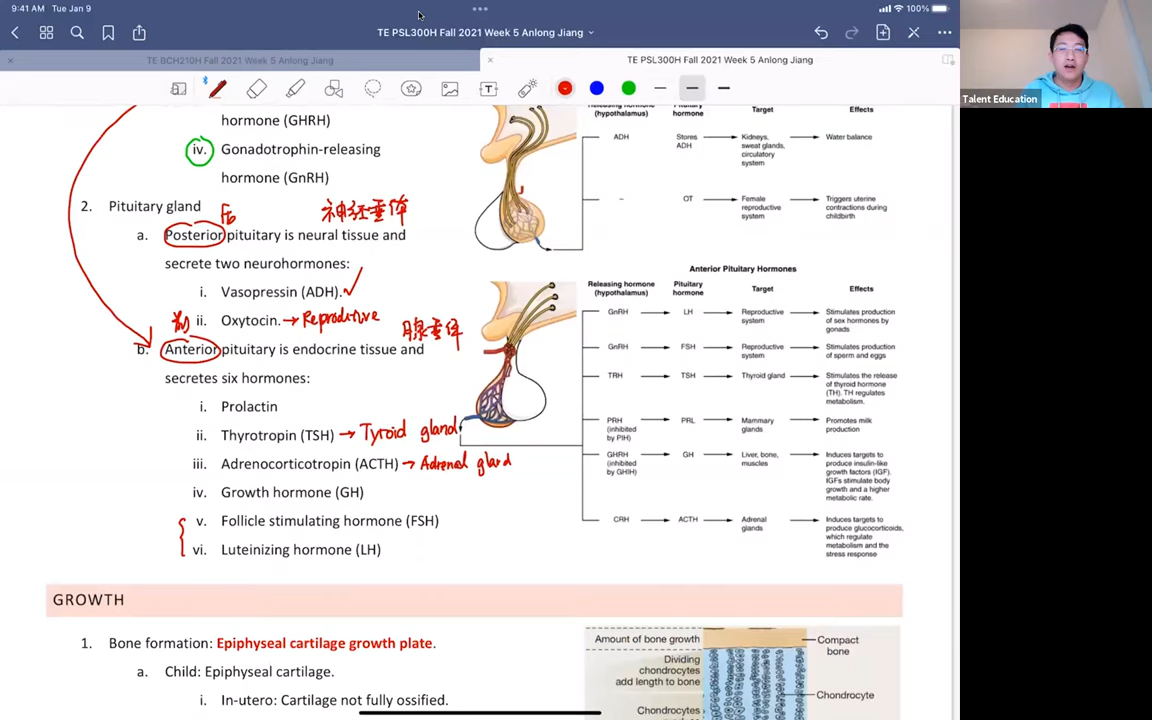 9:41 AM Tue Jan 9
100%
TE PSL300H Fall 2021 Week 5 Anlong Jiang
TE BCH210H Fall 2021 Week 5 Anlong Jiang
TE PSL300H Fall 2021 Week 5 Anlong Jiang
Talent Education
hormone (GHRH)
iv. Gonadotrophin-releasing
hormone (GnRH)
2. Pituitary gland
后
神经垂体
a. Posterior pituitary is neural tissue and
secrete two neurohormones:
i. Vasopressin (ADH).
ii. Oxytocin. → Reproductive
前
腺垂体
b. Anterior pituitary is endocrine tissue and
secretes six hormones:
i. Prolactin
ii. Thyrotropin (TSH) → Tyroid gland
iii. Adrenocorticotropin (ACTH) → Adrenal gland
iv. Growth hormone (GH)
v. Follicle stimulating hormone (FSH)
vi. Luteinizing hormone (LH)
Releasing hormone (hypothalamus) Pituitary hormone Target Effects
ADH Stores ADH Kidneys, sweat glands, circulatory system Water balance
– OT Female reproductive system Triggers uterine contractions during childbirth
Anterior Pituitary Hormones
Releasing hormone (hypothalamus) Pituitary hormone Target Effects
GnRH LH Reproductive system Stimulates production of sex hormones by gonads
GnRH FSH Reproductive system Stimulates production of sperm and eggs
TRH TSH Thyroid gland Stimulates the release of thyroid hormone (TH). TH regulates metabolism.
PRH (inhibited by PIH) PRL Mammary glands Promotes milk production
GHRH (inhibited by GHIH) GH Liver, bone, muscles Induces targets to produce insulin-like growth factors (IGF). IGFs stimulate body growth and a higher metabolic rate.
CRH ACTH Adrenal glands Induces targets to produce glucocorticoids, which regulate metabolism and the stress response
GROWTH
1. Bone formation: Epiphyseal cartilage growth plate.
a. Child: Epiphyseal cartilage.
i. In-utero: Cartilage not fully ossified.
Amount of bone growth
Compact bone
Dividing chondrocytes add length to bone
Chondrocyte
Chondrocytes